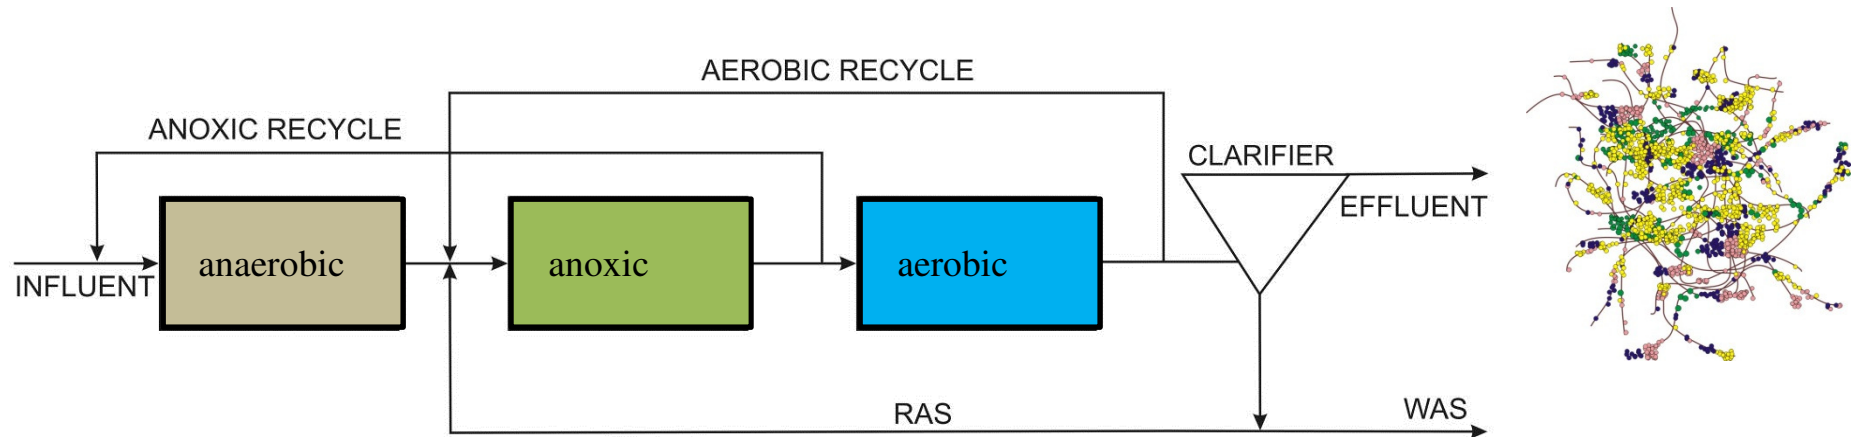 AEROBIC RECYCLE
ANOXIC RECYCLE
CLARIFIER
EFFLUENT
anaerobic
anoxic
aerobic
INFLUENT
RAS
WAS